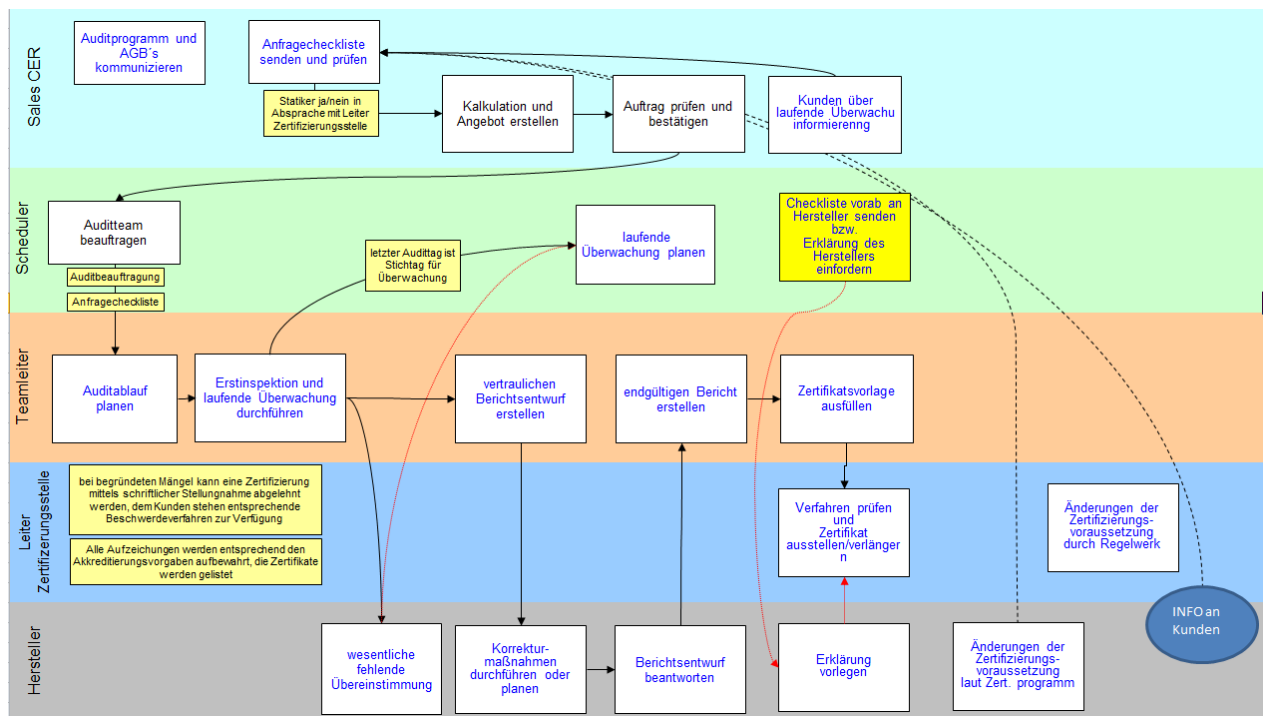 Sales CER
Auditprogramm und
AGB´s
kommunizieren
Anfragecheckliste
senden und prüfen
Statiker ja/nein in
Absprache mit Leiter
Zertifizierungsstelle
Kalkulation und
Angebot erstellen
Auftrag prüfen und
bestätigen
Kunden über
laufende Überwachu
informierenng
Scheduler
Auditteam
beauftragen
Auditbeauftragung
Anfragecheckliste
letzter Audittag ist
Stichtag für
Überwachung
laufende
Überwachung planen
Checkliste vorab an
Hersteller senden
bzw.
Erklärung des
Herstellers
einfordern
Teamleiter
Auditablauf
planen
Erstinspektion und
laufende Überwachung
durchführen
vertraulichen
Berichtsentwurf
erstellen
endgültigen Bericht
erstellen
Zertifikatsvorlage
ausfüllen
Leiter
Zertifizerungsstelle
bei begründeten Mängel kann eine Zertifizierung
mittels schriftlicher Stellungnahme abgelehnt
werden, dem Kunden stehen entsprechende
Beschwerdeverfahren zur Verfügung
Alle Aufzeichungen werden entsprechend den
Akkreditierungsvorgaben aufbewahrt, die Zertifikate
werden gelistet
Verfahren prüfen
und
Zertifikat
ausstellen/verlänger
n
Änderungen der
Zertifizierungs-
voraussetzung
durch Regelwerk
INFO an
Kunden
Hersteller
wesentliche
fehlende
Übereinstimmung
Korrektur-
maßnahmen
durchführen oder
planen
Berichtsentwurf
beantworten
Erklärung
vorlegen
Änderungen der
Zertifizierungs-
voraussetzung
laut Zert. programm